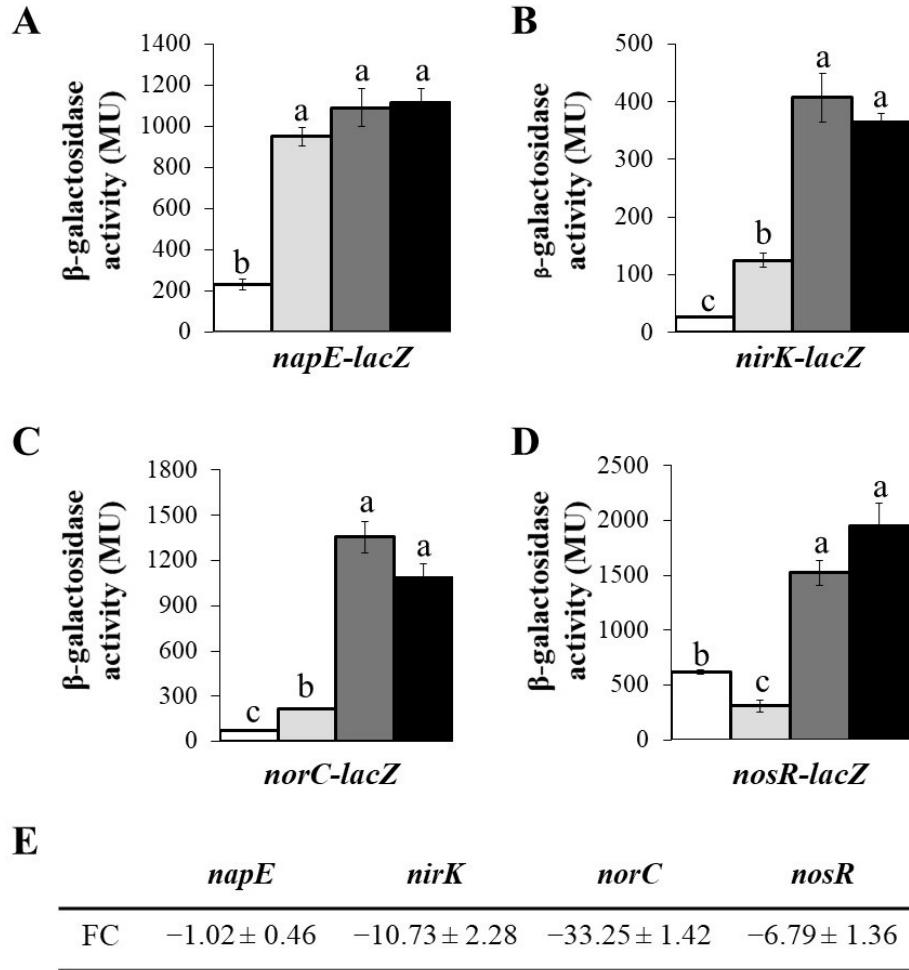 A
β-galactosidase
activity (MU)
1400
1200
1000
800
600
400
200
0
b
a
a
a
napE-lacZ
B
β-galactosidase
activity (MU)
500
400
300
200
100
0
c
b
a
a
nirK-lacZ
C
β-galactosidase
activity (MU)
1800
1500
1200
900
600
300
0
c
b
a
a
norC-lacZ
D
β-galactosidase
activity (MU)
2500
2000
1500
1000
500
0
b
c
a
a
nosR-lacZ
E
napE nirK norC nosR
FC −1.02 ± 0.46 −10.73 ± 2.28 −33.25 ± 1.42 −6.79 ± 1.36